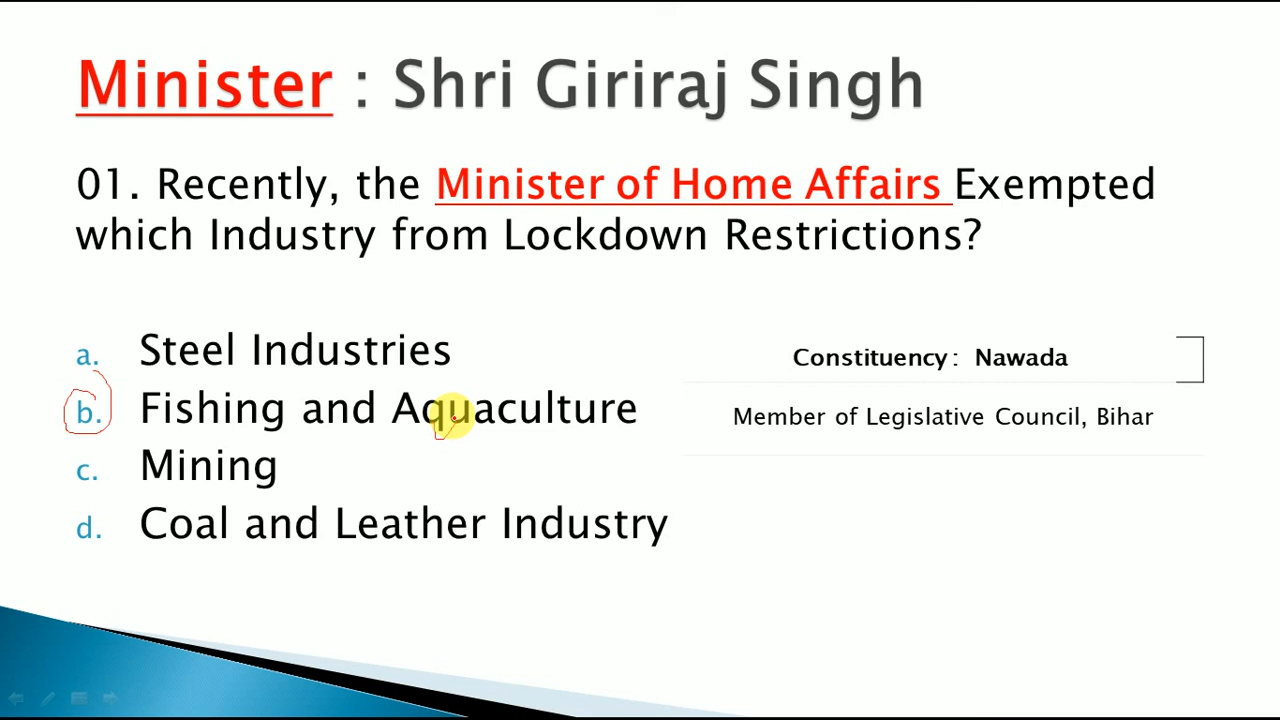 Minister : Shri Giriraj Singh
01. Recently, the Minister of Home Affairs Exempted
which Industry from Lockdown Restrictions?
a. Steel Industries
b. Fishing and Aquaculture
c. Mining
d. Coal and Leather Industry
Constituency: Nawada
Member of Legislative Council, Bihar